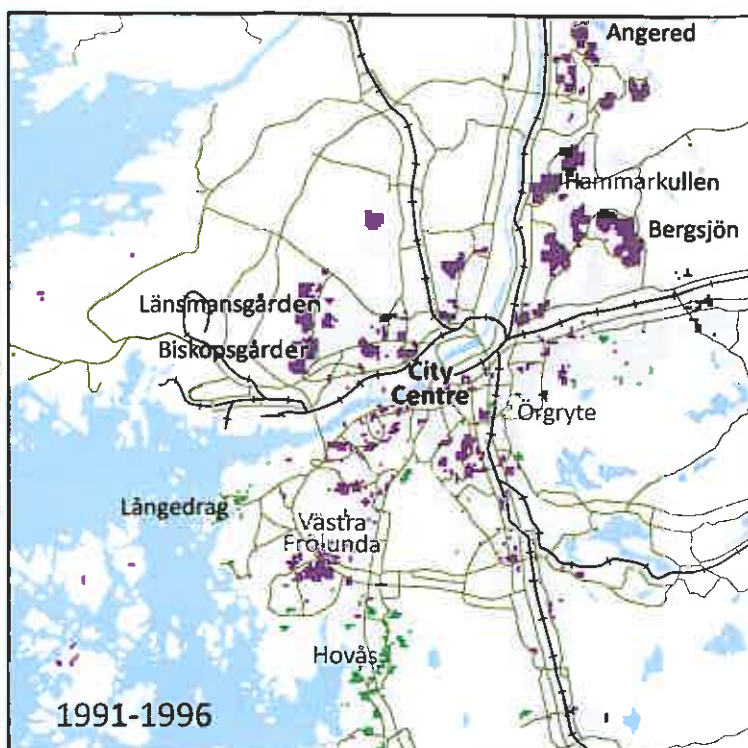 Angered
Hammarkullen
Bergsjön
Länsmansgården
Biskopsgården
City
Centre
Örgryte
Långedrag
Västra
Frölunda
Hovås
1991-1996